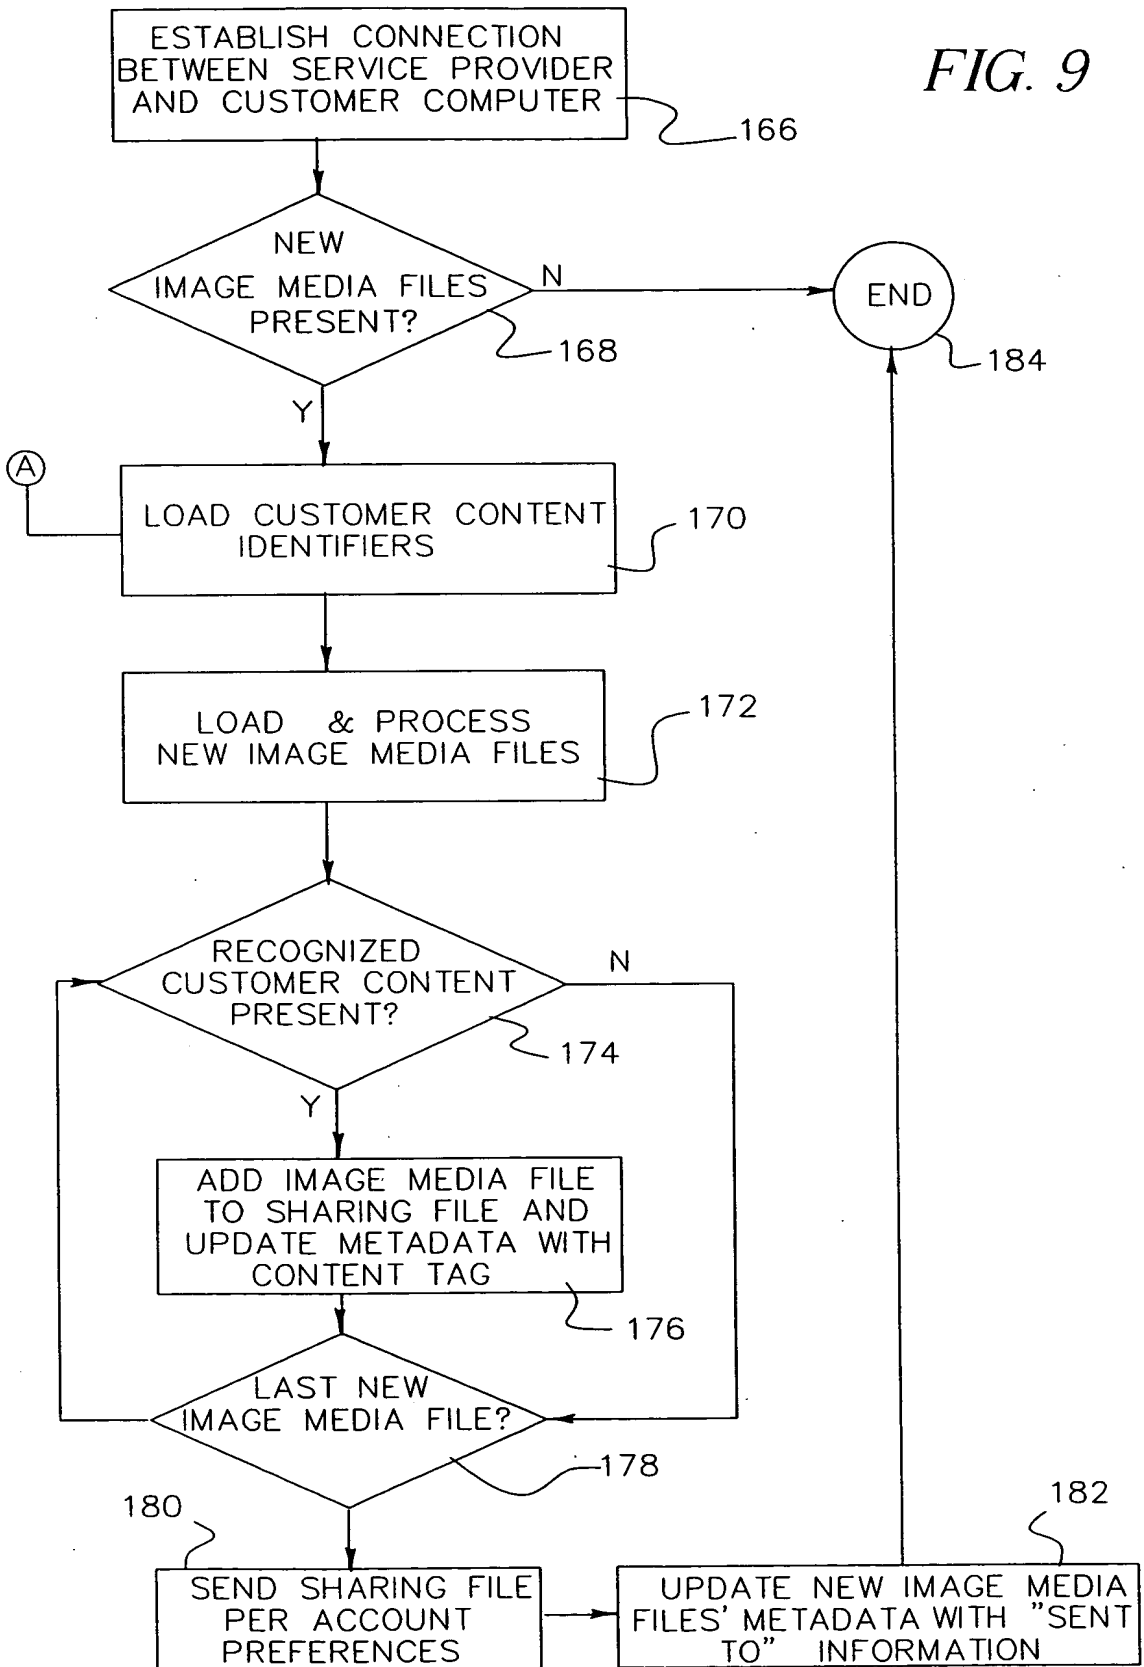 FIG. 9
ESTABLISH CONNECTION
BETWEEN SERVICE PROVIDER
AND CUSTOMER COMPUTER
166
NEW
IMAGE MEDIA FILES
PRESENT?
N
168
END
184
Y
A
LOAD CUSTOMER CONTENT
IDENTIFIERS
170
LOAD & PROCESS
NEW IMAGE MEDIA FILES
172
RECOGNIZED
CUSTOMER CONTENT
PRESENT?
N
174
Y
ADD IMAGE MEDIA FILE
TO SHARING FILE AND
UPDATE METADATA WITH
CONTENT TAG
176
LAST NEW
IMAGE MEDIA FILE?
178
180
SEND SHARING FILE
PER ACCOUNT
PREFERENCES
182
UPDATE NEW IMAGE MEDIA
FILES' METADATA WITH "SENT
TO" INFORMATION